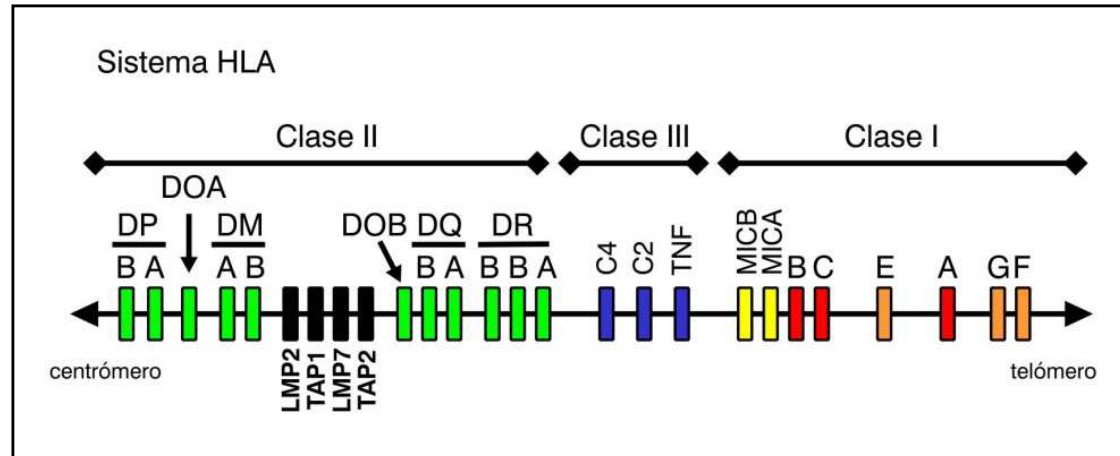 Sistema HLA
Clase II Clase III Clase I
DOA
DP DM DOB DQ DR
B A A B B A B B A C4 C2 TNF MICB MICA B C E A G F
LMP2 TAP1 LMP7 TAP2
centrómero telómero